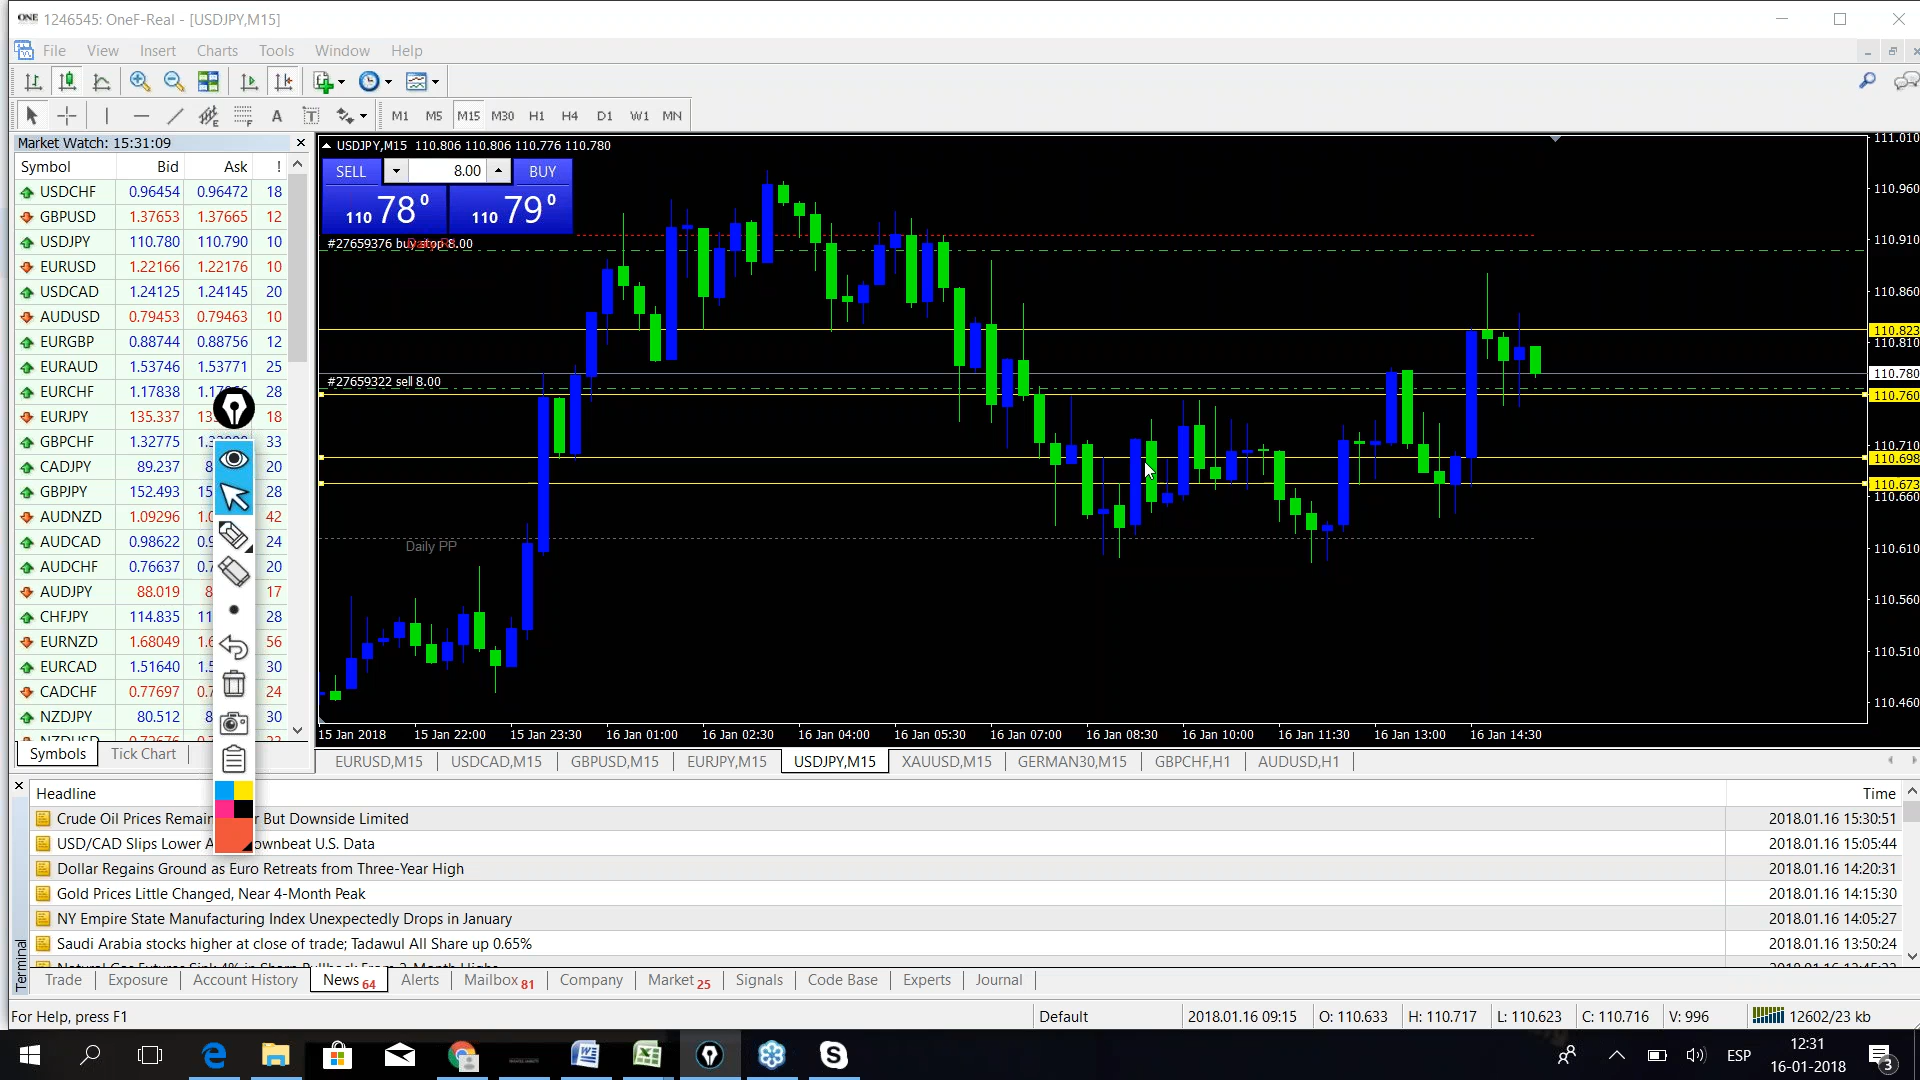 ONE 1246545: OneF-Real - [USDJPY,M15]
File View Insert Charts Tools Window Help
M1 M5 M15 M30 H1 H4 D1 W1 MN
Market Watch: 15:31:09
Symbol Bid Ask !
USDCHF 0.96454 0.96472 18
GBPUSD 1.37653 1.37665 12
USDJPY 110.780 110.790 10
EURUSD 1.22166 1.22176 10
USDCAD 1.24125 1.24145 20
AUDUSD 0.79453 0.79463 10
EURGBP 0.88744 0.88756 12
EURAUD 1.53746 1.53771 25
EURCHF 1.17838 28
EURJPY 135.337 18
GBPCHF 1.32775 33
CADJPY 89.237 20
GBPJPY 152.493 28
AUDNZD 1.09296 42
AUDCAD 0.98622 24
AUDCHF 0.76637 20
AUDJPY 88.019 17
CHFJPY 114.835 28
EURNZD 1.68049 56
EURCAD 1.51640 30
CADCHF 0.77697 24
NZDJPY 80.512 30
Symbols Tick Chart
USDJPY,M15 110.806 110.806 110.776 110.780
SELL 8.00 BUY
110 78 0 110 79 0
#27659376 buy stop 8.00
#27659322 sell 8.00
Daily PP
111.010
110.960
110.910
110.860
110.823
110.810
110.780
110.760
110.710
110.698
110.673
110.660
110.610
110.560
110.510
110.460
15 Jan 2018 15 Jan 22:00 15 Jan 23:30 16 Jan 01:00 16 Jan 02:30 16 Jan 04:00 16 Jan 05:30 16 Jan 07:00 16 Jan 08:30 16 Jan 10:00 16 Jan 11:30 16 Jan 13:00 16 Jan 14:30
EURUSD,M15 USDCAD,M15 GBPUSD,M15 EURJPY,M15 USDJPY,M15 XAUUSD,M15 GERMAN30,M15 GBPCHF,H1 AUDUSD,H1
Headline Time
Crude Oil Prices Remain But Downside Limited 2018.01.16 15:30:51
USD/CAD Slips Lower U.S. Data 2018.01.16 15:05:44
Dollar Regains Ground as Euro Retreats from Three-Year High 2018.01.16 14:20:31
Gold Prices Little Changed, Near 4-Month Peak 2018.01.16 14:15:30
NY Empire State Manufacturing Index Unexpectedly Drops in January 2018.01.16 14:05:27
Saudi Arabia stocks higher at close of trade; Tadawul All Share up 0.65% 2018.01.16 13:50:24
Terminal
Trade Exposure Account History News 64 Alerts Mailbox 81 Company Market 25 Signals Code Base Experts Journal
For Help, press F1 Default 2018.01.16 09:15 O: 110.633 H: 110.717 L: 110.623 C: 110.716 V: 996 12602/23 kb
ESP 12:31
16-01-2018 3